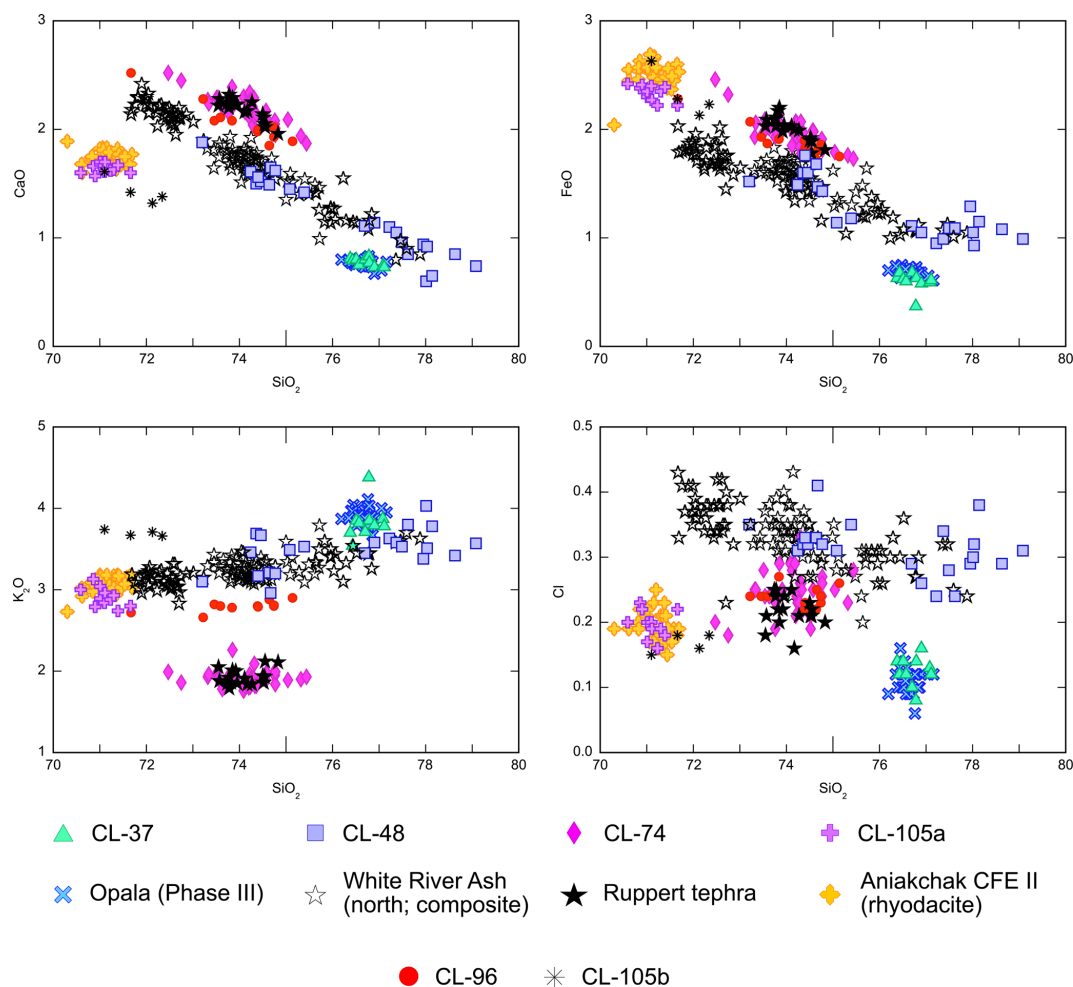 3
2
1
0
CaO
70
72
74
76
78
80
SiO2
3
2
1
0
FeO
70
72
74
76
78
80
SiO2
5
4
3
2
1
K2O
70
72
74
76
78
80
SiO2
0.5
0.4
0.3
0.2
0.1
0.0
Cl
70
72
74
76
78
80
SiO2
CL-37
CL-48
CL-74
CL-105a
Opala (Phase III)
White River Ash
(north; composite)
Ruppert tephra
Aniakchak CFE II
(rhyodacite)
CL-96
CL-105b